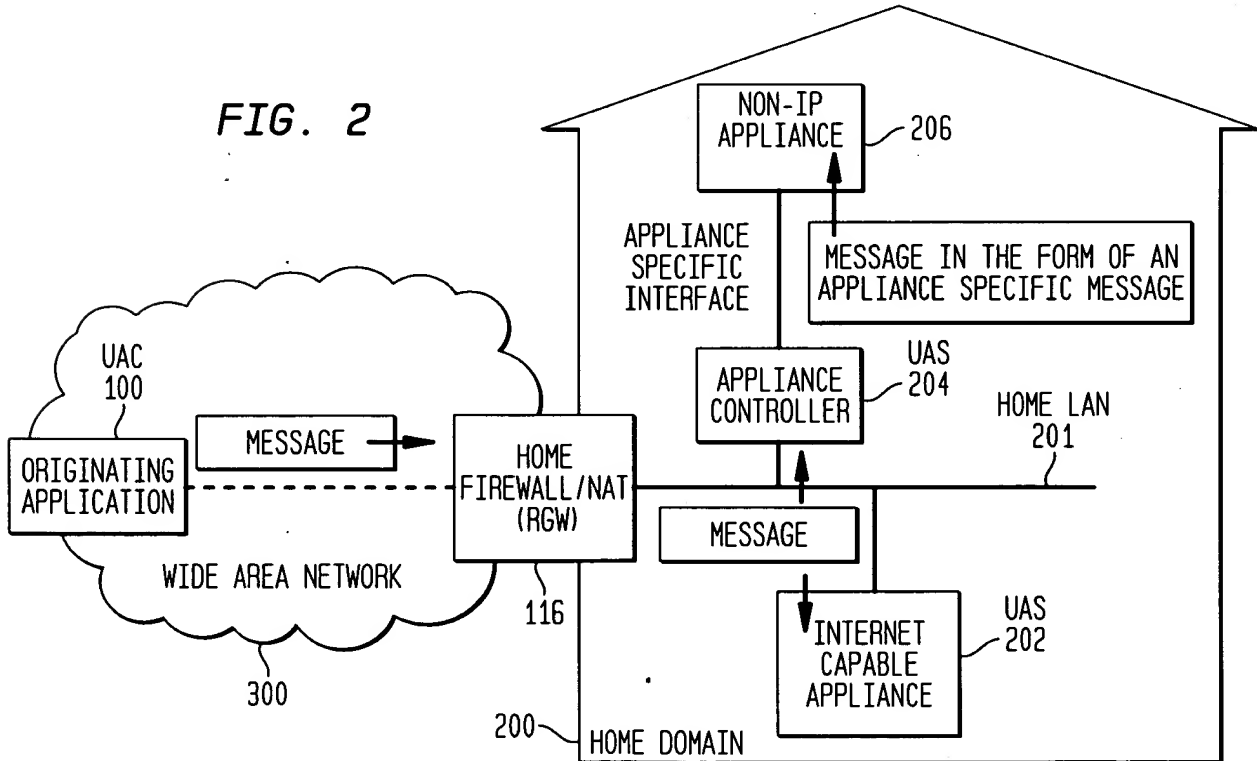 FIG. 2
NON-IP
APPLIANCE
206
APPLIANCE
SPECIFIC
INTERFACE
MESSAGE IN THE FORM OF AN
APPLIANCE SPECIFIC MESSAGE
UAC
100
ORIGINATING
APPLICATION
MESSAGE
HOME
FIREWALL/NAT
(RGW)
116
WIDE AREA NETWORK
300
APPLIANCE
CONTROLLER
UAS
204
HOME LAN
201
MESSAGE
INTERNET
CAPABLE
APPLIANCE
UAS
202
200
HOME DOMAIN